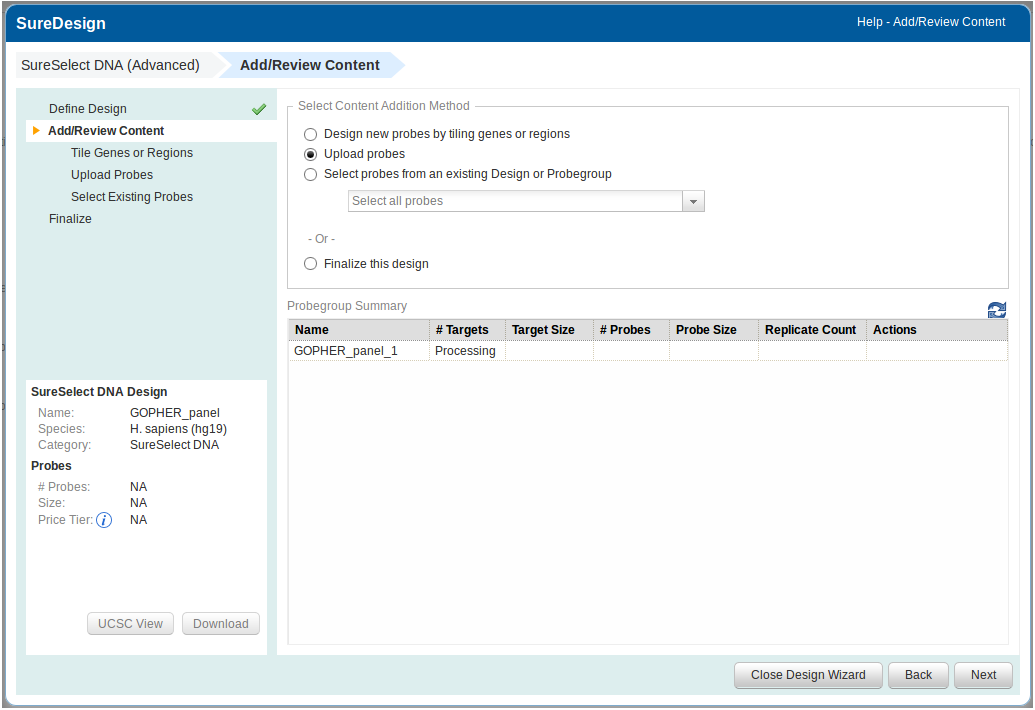 SureDesign
Help - Add/Review Content
SureSelect DNA (Advanced)
Add/Review Content
Define Design
Add/Review Content
Tile Genes or Regions
Upload Probes
Select Existing Probes
Finalize
SureSelect DNA Design
Name: GOPHER_panel
Species: H. sapiens (hg19)
Category: SureSelect DNA
Probes
# Probes: NA
Size: NA
Price Tier: i NA
UCSC View
Download
Select Content Addition Method
Design new probes by tiling genes or regions
Upload probes
Select probes from an existing Design or Probegroup
Select all probes
- Or -
Finalize this design
Probegroup Summary
Name # Targets Target Size # Probes Probe Size Replicate Count Actions
GOPHER_panel_1 Processing
Close Design Wizard
Back
Next